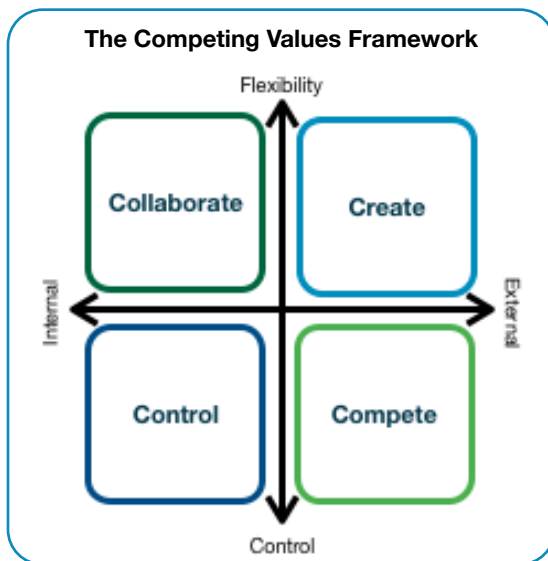 The Competing Values Framework
Flexibility
Collaborate
Create
Internal
External
Control
Compete
Control